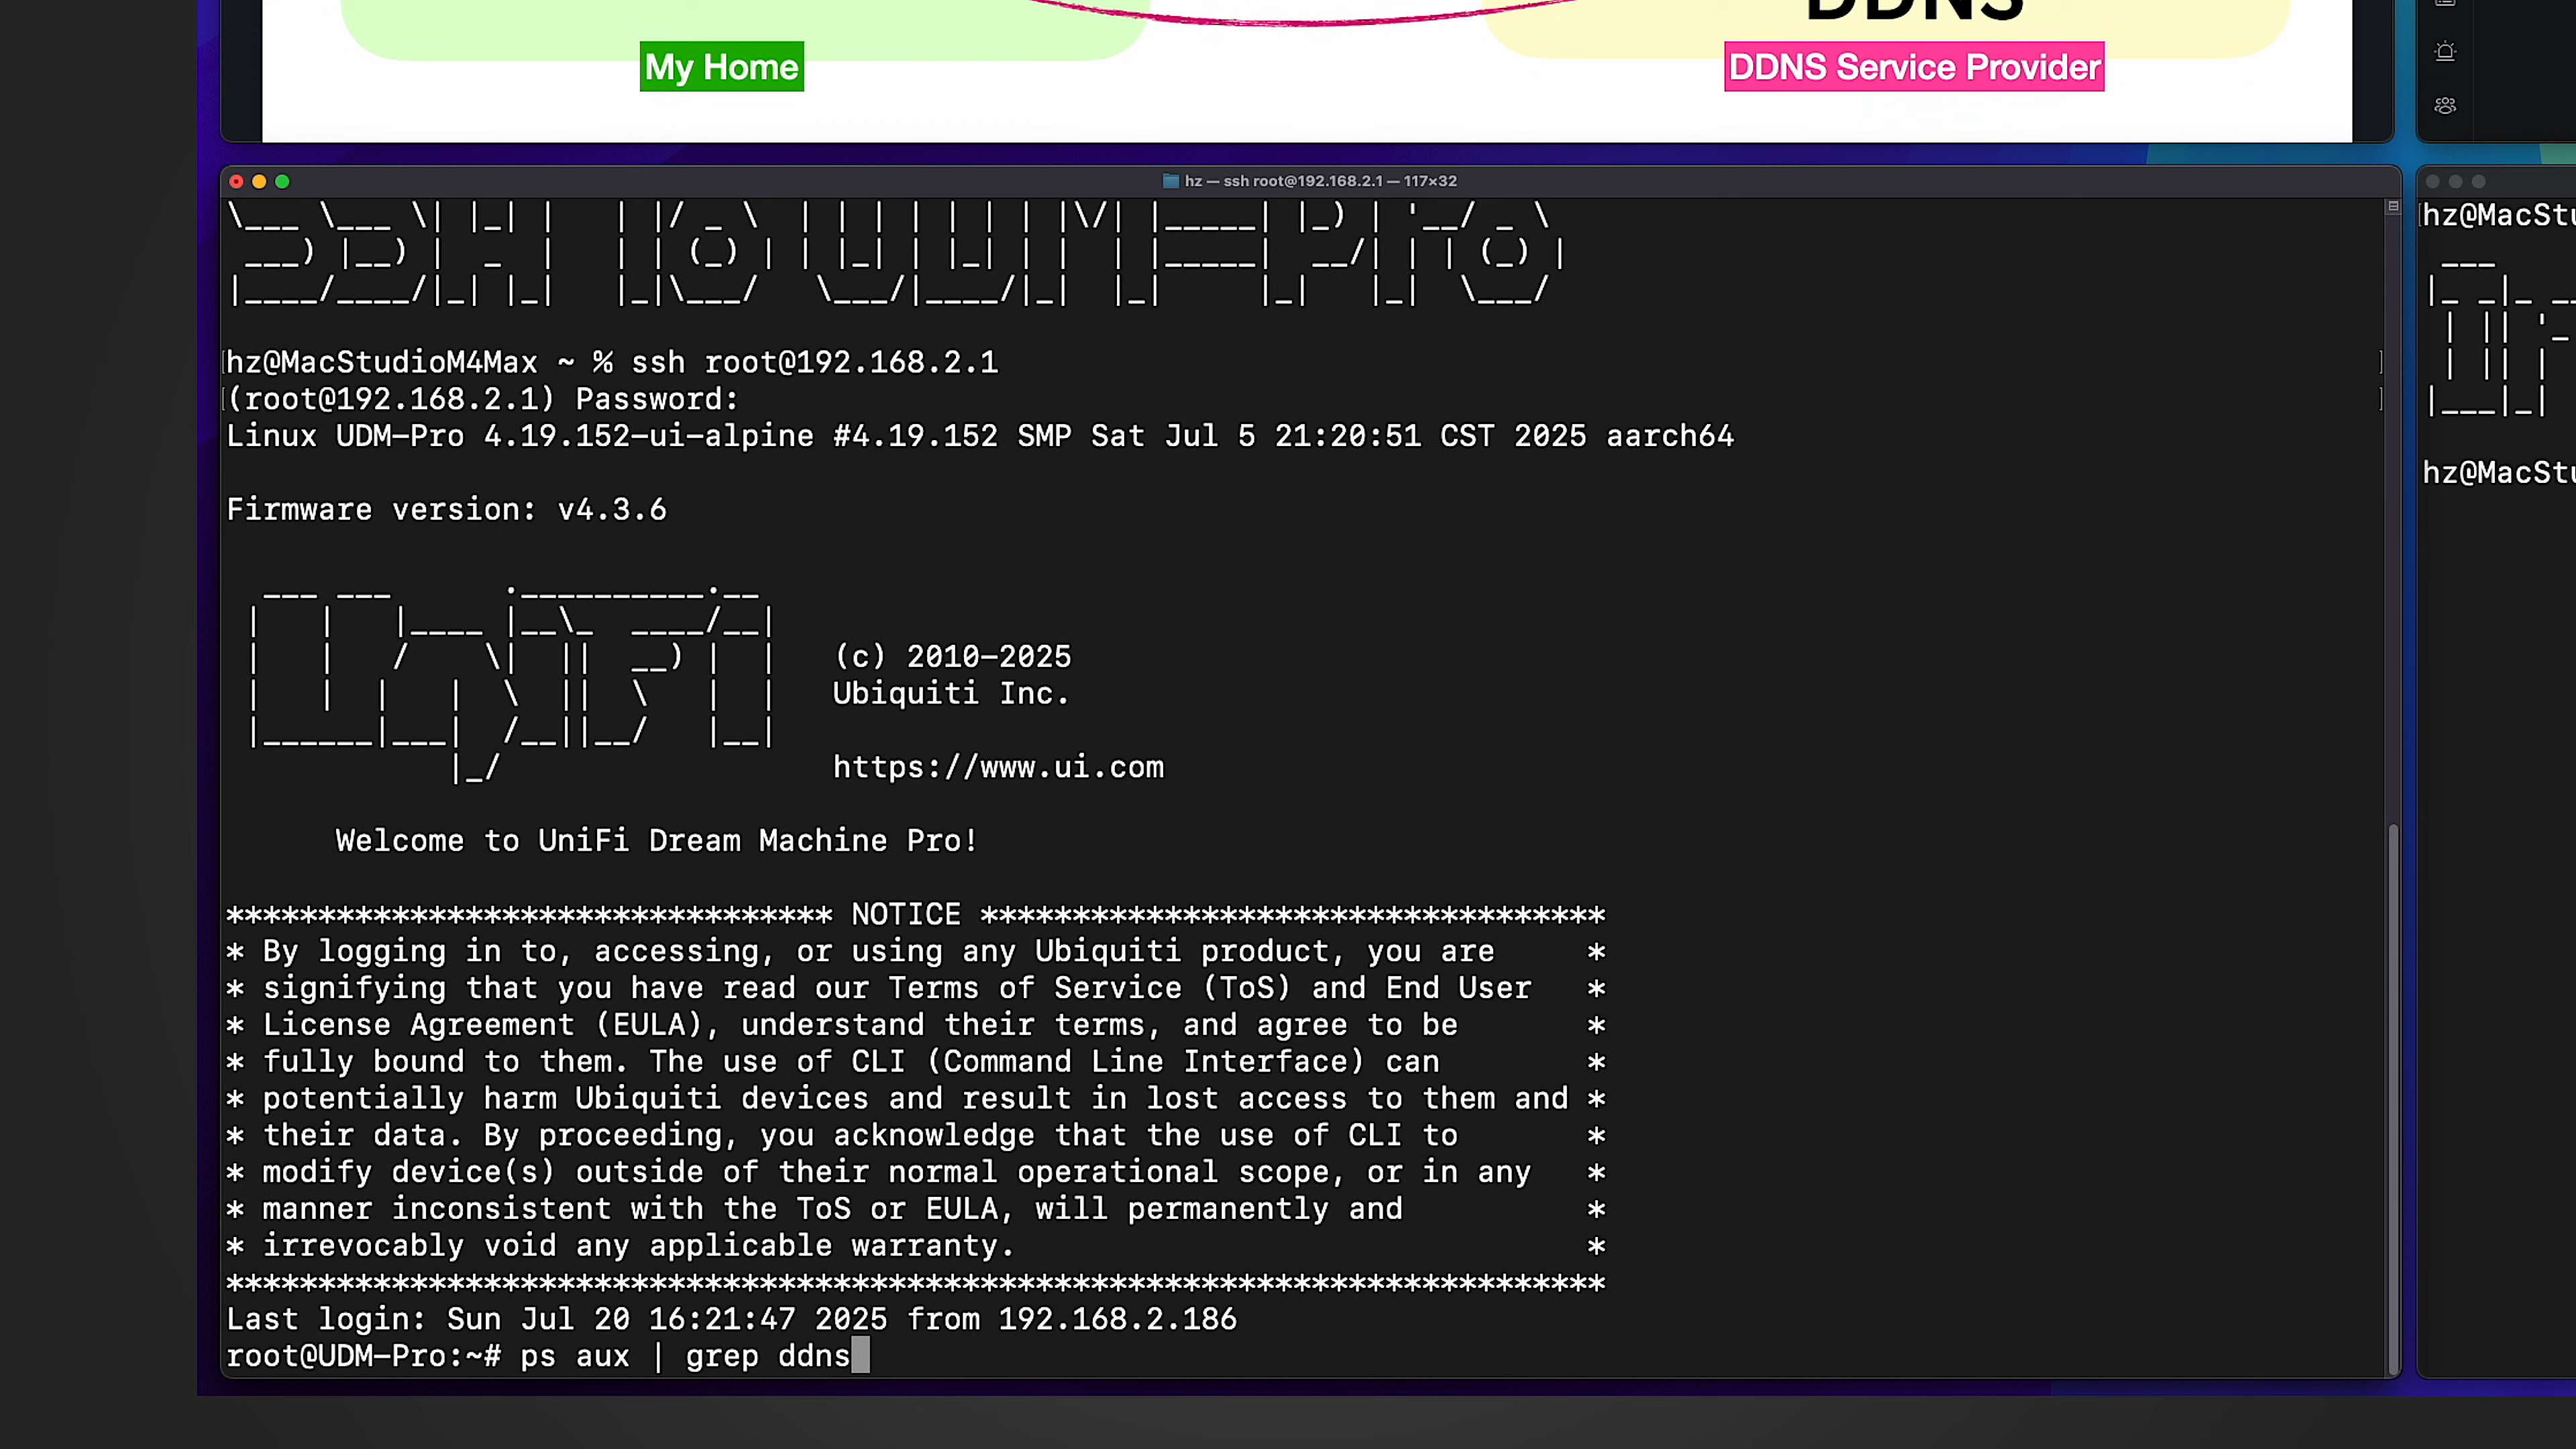 DDNS
My Home
DDNS Service Provider
hz — ssh root@192.168.2.1 — 117×32
hz@MacStudioM4Max ~ % ssh root@192.168.2.1
(root@192.168.2.1) Password:
Linux UDM-Pro 4.19.152-ui-alpine #4.19.152 SMP Sat Jul 5 21:20:51 CST 2025 aarch64
Firmware version: v4.3.6
(c) 2010-2025
Ubiquiti Inc.
https://www.ui.com
Welcome to UniFi Dream Machine Pro!
********************************* NOTICE **********************************
* By logging in to, accessing, or using any Ubiquiti product, you are *
* signifying that you have read our Terms of Service (ToS) and End User *
* License Agreement (EULA), understand their terms, and agree to be *
* fully bound to them. The use of CLI (Command Line Interface) can *
* potentially harm Ubiquiti devices and result in lost access to them and *
* their data. By proceeding, you acknowledge that the use of CLI to *
* modify device(s) outside of their normal operational scope, or in any *
* manner inconsistent with the ToS or EULA, will permanently and *
* irrevocably void any applicable warranty. *
***************************************************************************
Last login: Sun Jul 20 16:21:47 2025 from 192.168.2.186
root@UDM-Pro:~# ps aux | grep ddns
hz@MacStu
hz@MacStu